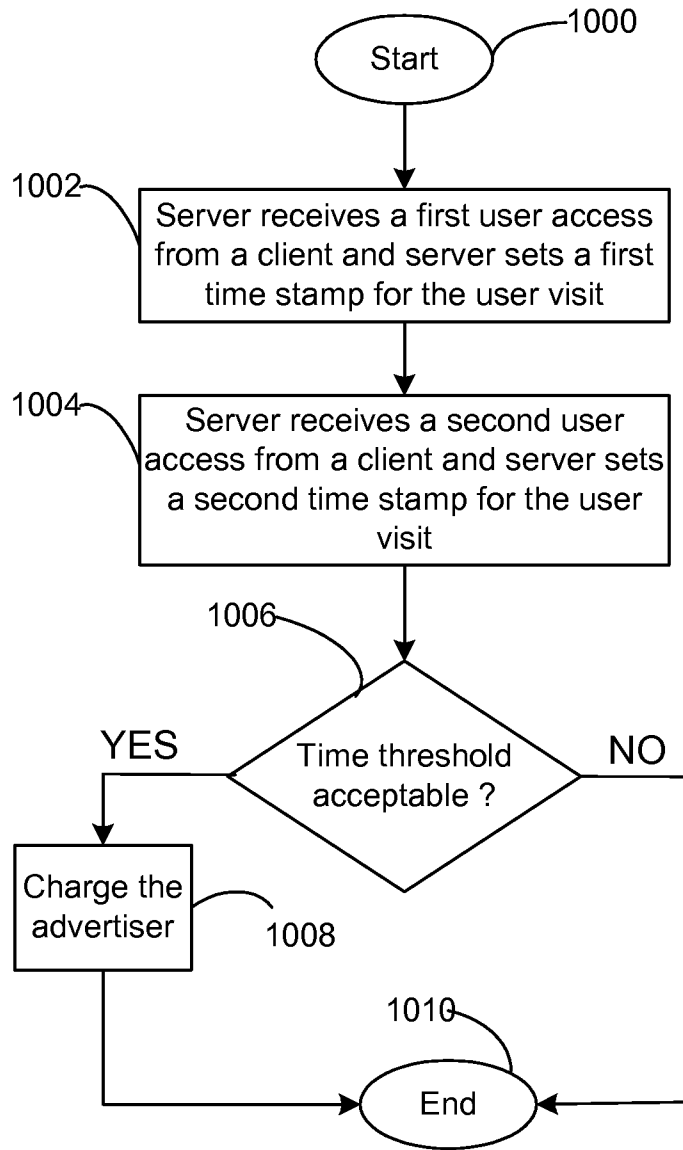 1000
Start
1002
Server receives a first user access
from a client and server sets a first
time stamp for the user visit
1004
Server receives a second user
access from a client and server sets
a second time stamp for the user
visit
1006
YES
Time threshold
acceptable ?
NO
Charge the
advertiser
1008
1010
End